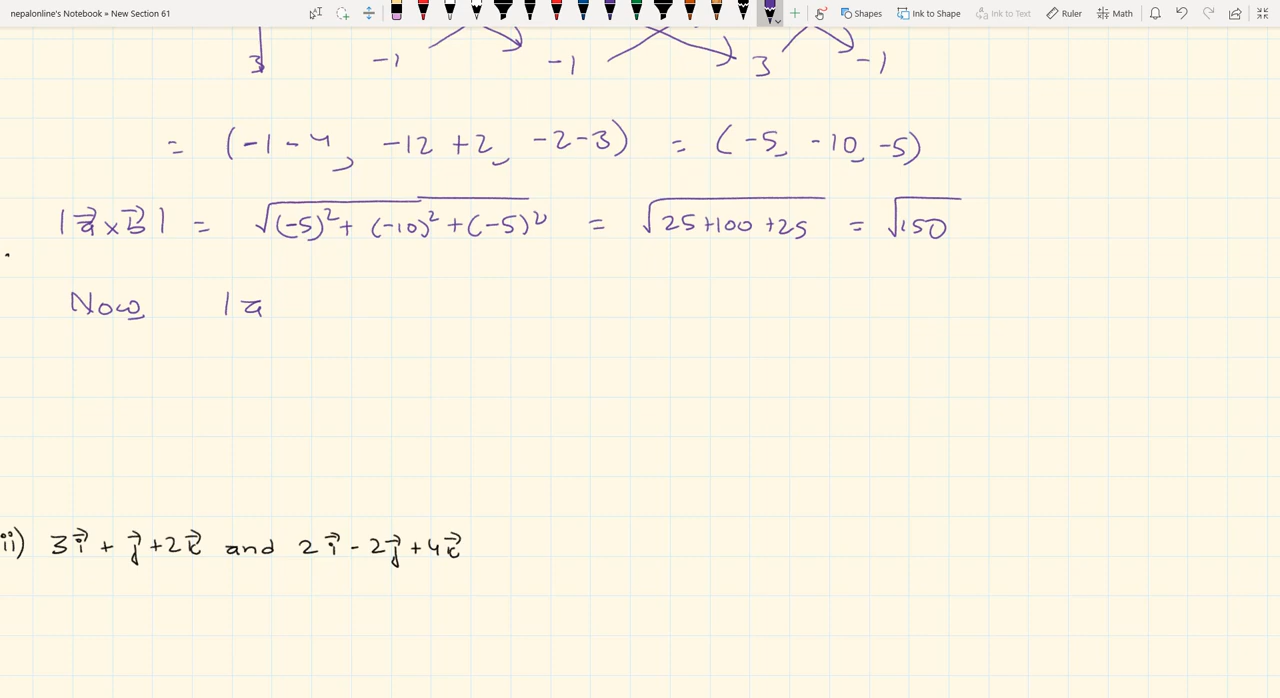 nepalonline's Notebook » New Section 61
Shapes Ink to Shape Ink to Text Ruler Math
3 -1 -1 3 -1
= (-1-4, -12+2, -2-3) = (-5, -10, -5)
|a⃗×b⃗| = √(-5)²+(-10)²+(-5)² = √25+100+25 = √150
Now |a
ii) 3i⃗ + j⃗ +2k⃗ and 2i⃗ - 2j⃗ +4k⃗